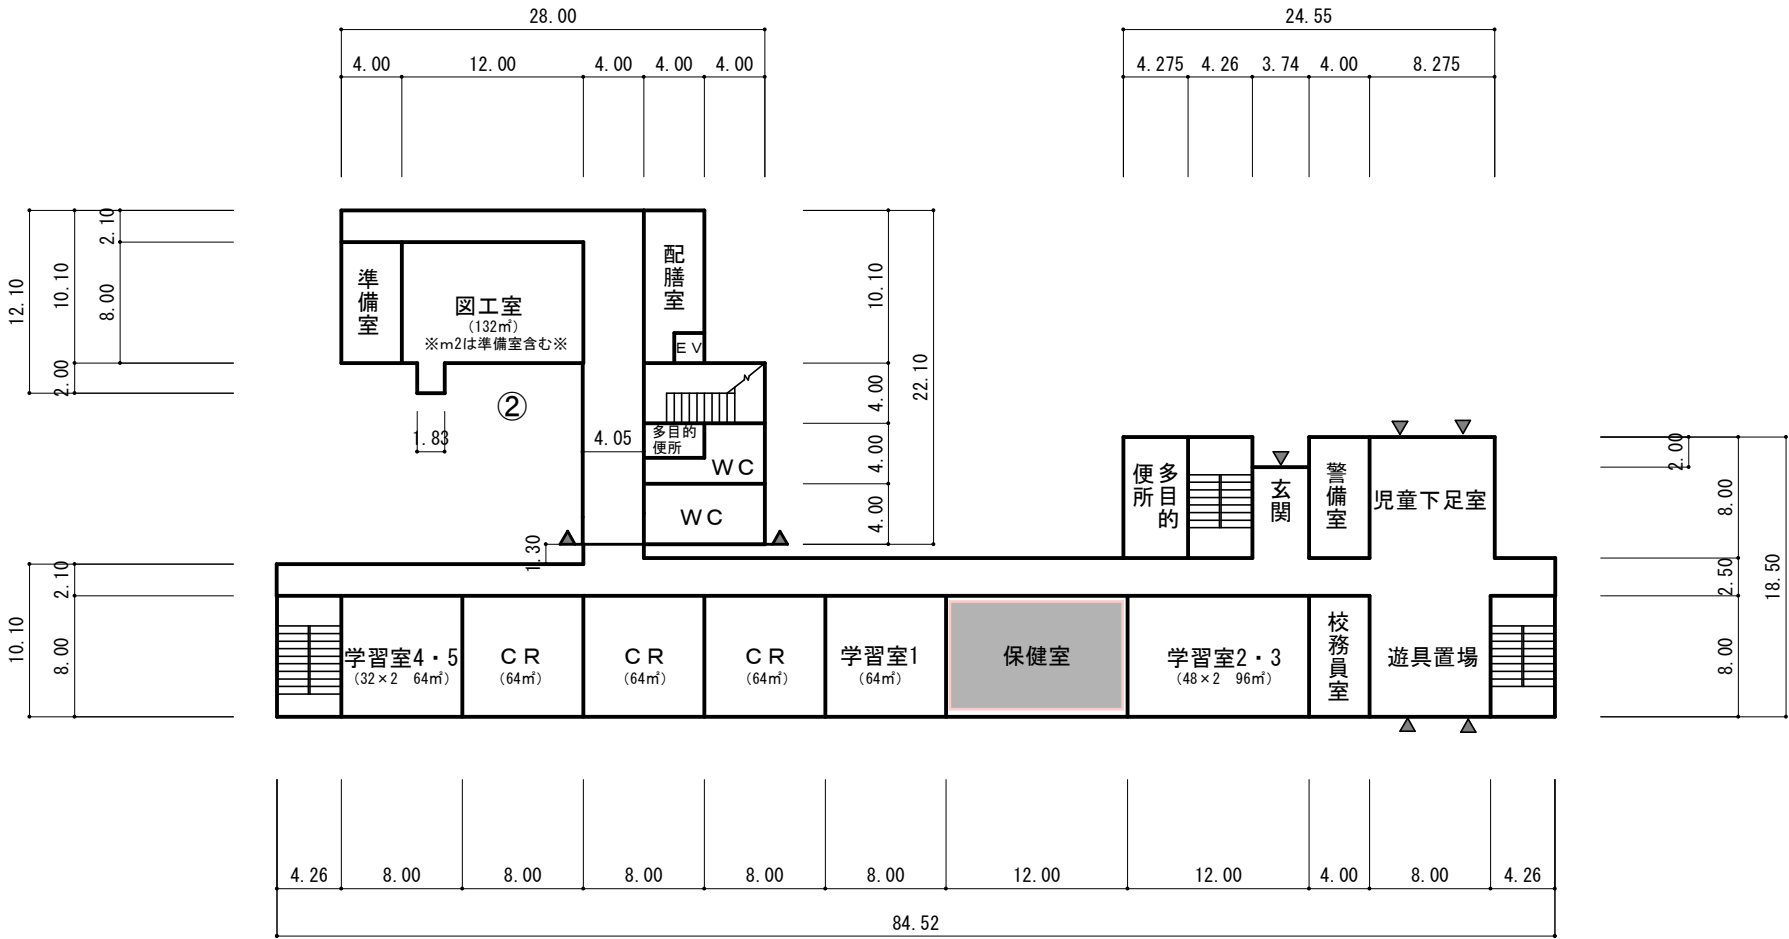 28.00
24.55
4.00
12.00
4.00
4.00
4.00
4.275
4.26
3.74
4.00
8.275
12.10
10.10
2.00
2.10
8.00
準備室
図工室
(132㎡)
※m2は準備室含む※
配膳室
EV
10.10
4.00
4.00
4.00
22.10
②
1.83
4.05
多目的
便所
WC
WC
1.30
多目的
便所
玄関
警備室
児童下足室
2.00
8.00
2.50
8.00
18.50
10.10
2.10
8.00
学習室4・5
(32×2 64㎡)
CR
(64㎡)
CR
(64㎡)
CR
(64㎡)
学習室1
(64㎡)
保健室
学習室2・3
(48×2 96㎡)
校務員室
遊具置場
4.26
8.00
8.00
8.00
8.00
8.00
12.00
12.00
4.00
8.00
4.26
84.52